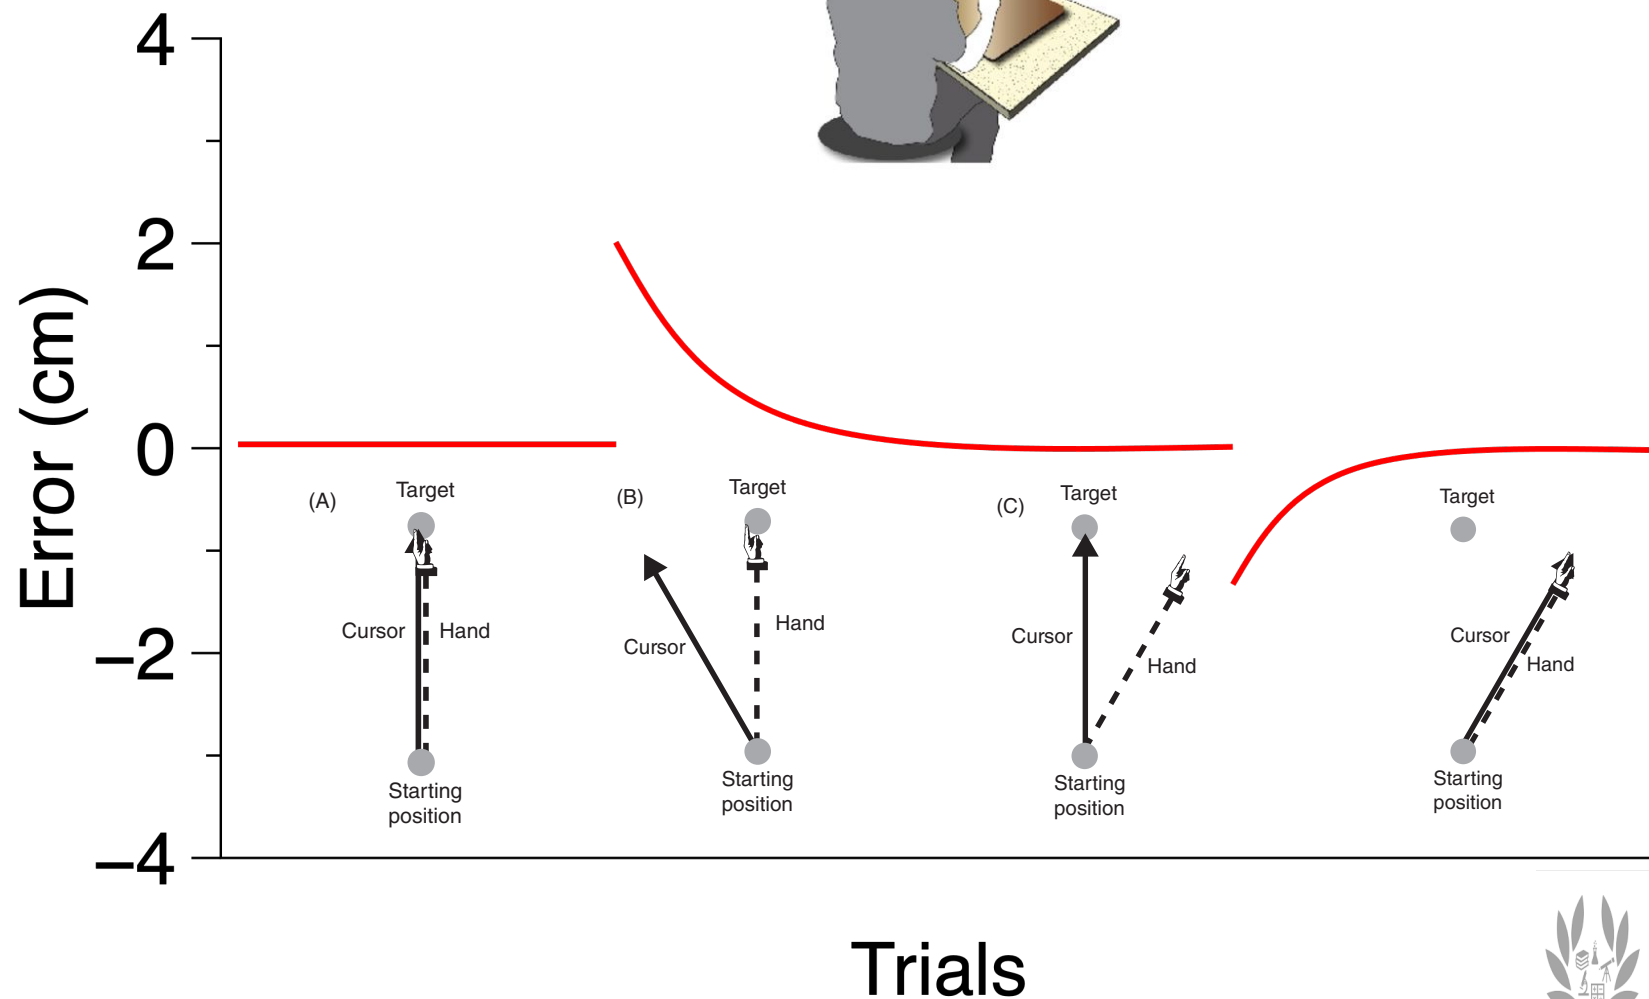 4
2
0
−2
−4
Error (cm)
(A)
Target
Cursor
Hand
Starting
position
(B)
Target
Cursor
Hand
Starting
position
(C)
Target
Cursor
Hand
Starting
position
Target
Cursor
Hand
Starting
position
Trials